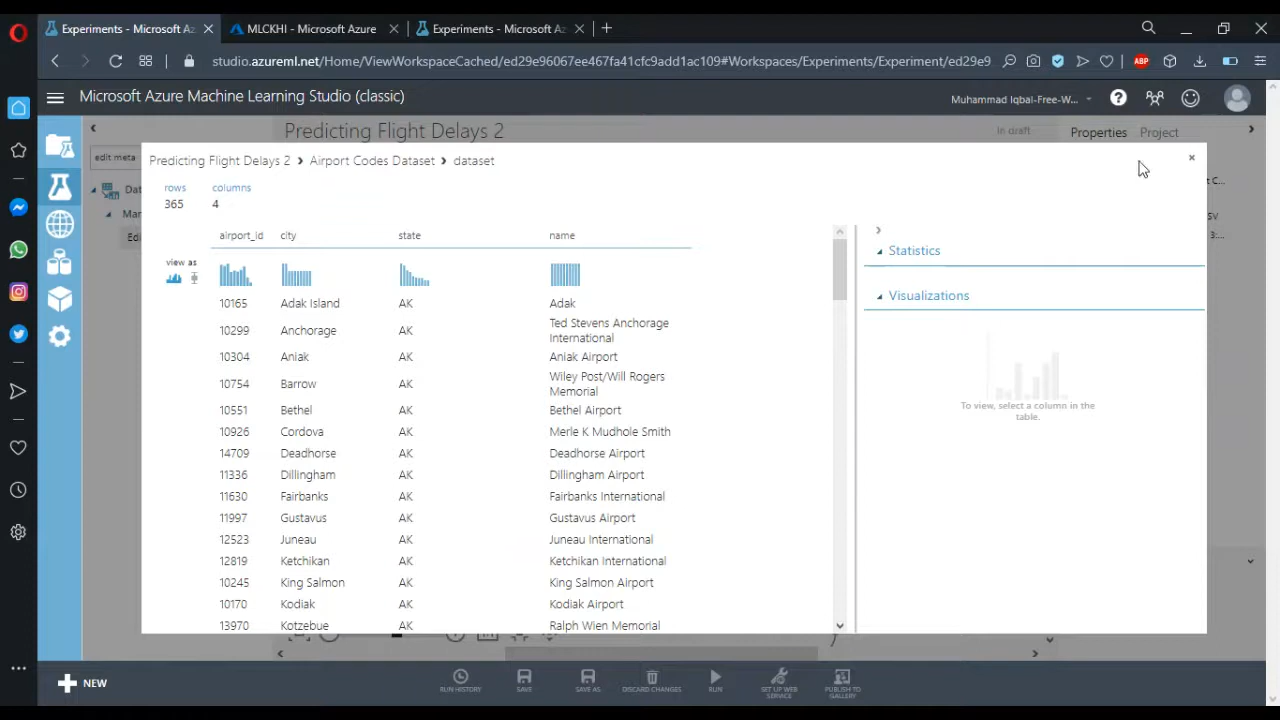 Experiments - Microsoft Az
MLCKHI - Microsoft Azure
Experiments - Microsoft Az
studio.azureml.net/Home/ViewWorkspaceCached/ed29e96067ee467fa41cfc9add1ac109#Workspaces/Experiments/Experiment/ed29e9
ABP
Microsoft Azure Machine Learning Studio (classic)
Muhammad Iqbal-Free-W...
Predicting Flight Delays 2
In draft
Properties
Project
edit meta
Predicting Flight Delays 2
Airport Codes Dataset
dataset
rows
columns
365
4
airport_id
city
state
name
Statistics
view as
Visualizations
10165 Adak Island AK Adak
10299 Anchorage AK Ted Stevens Anchorage
International
10304 Aniak AK Aniak Airport
10754 Barrow AK Wiley Post/Will Rogers
Memorial
10551 Bethel AK Bethel Airport
10926 Cordova AK Merle K Mudhole Smith
14709 Deadhorse AK Deadhorse Airport
11336 Dillingham AK Dillingham Airport
11630 Fairbanks AK Fairbanks International
11997 Gustavus AK Gustavus Airport
12523 Juneau AK Juneau International
12819 Ketchikan AK Ketchikan International
10245 King Salmon AK King Salmon Airport
10170 Kodiak AK Kodiak Airport
13970 Kotzebue AK Ralph Wien Memorial
To view, select a column in the
table.
NEW
RUN HISTORY
SAVE
SAVE AS
DISCARD CHANGES
RUN
SET UP WEB
SERVICE
PUBLISH TO
GALLERY